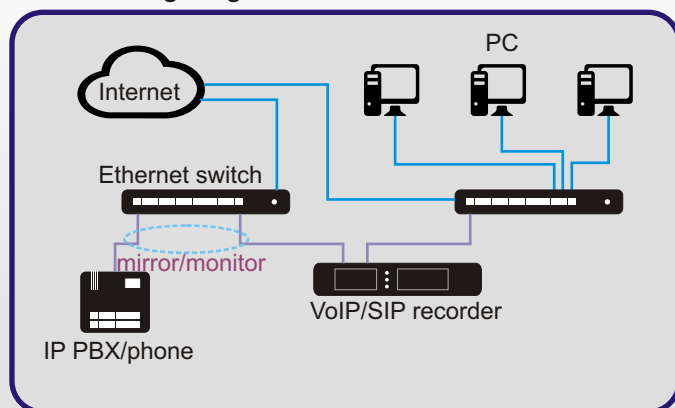 PC
Internet
Ethernet switch
mirror/monitor
VoIP/SIP recorder
IP PBX/phone